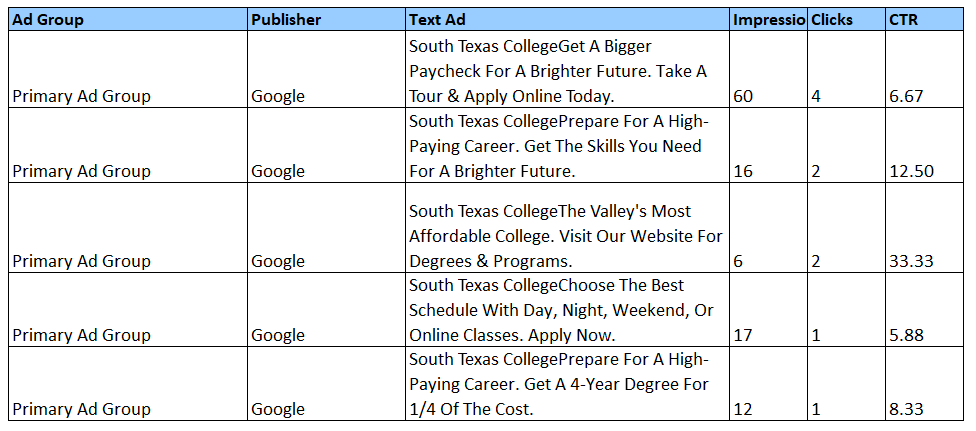 Ad Group Publisher Text Ad Impressio Clicks CTR
South Texas CollegeGet A Bigger
Paycheck For A Brighter Future. Take A
Primary Ad Group Google Tour & Apply Online Today. 60 4 6.67
South Texas CollegePrepare For A High-
Paying Career. Get The Skills You Need
Primary Ad Group Google For A Brighter Future. 16 2 12.50
South Texas CollegeThe Valley's Most
Affordable College. Visit Our Website For
Primary Ad Group Google Degrees & Programs. 6 2 33.33
South Texas CollegeChoose The Best
Schedule With Day, Night, Weekend, Or
Primary Ad Group Google Online Classes. Apply Now. 17 1 5.88
South Texas CollegePrepare For A High-
Paying Career. Get A 4-Year Degree For
Primary Ad Group Google 1/4 Of The Cost. 12 1 8.33